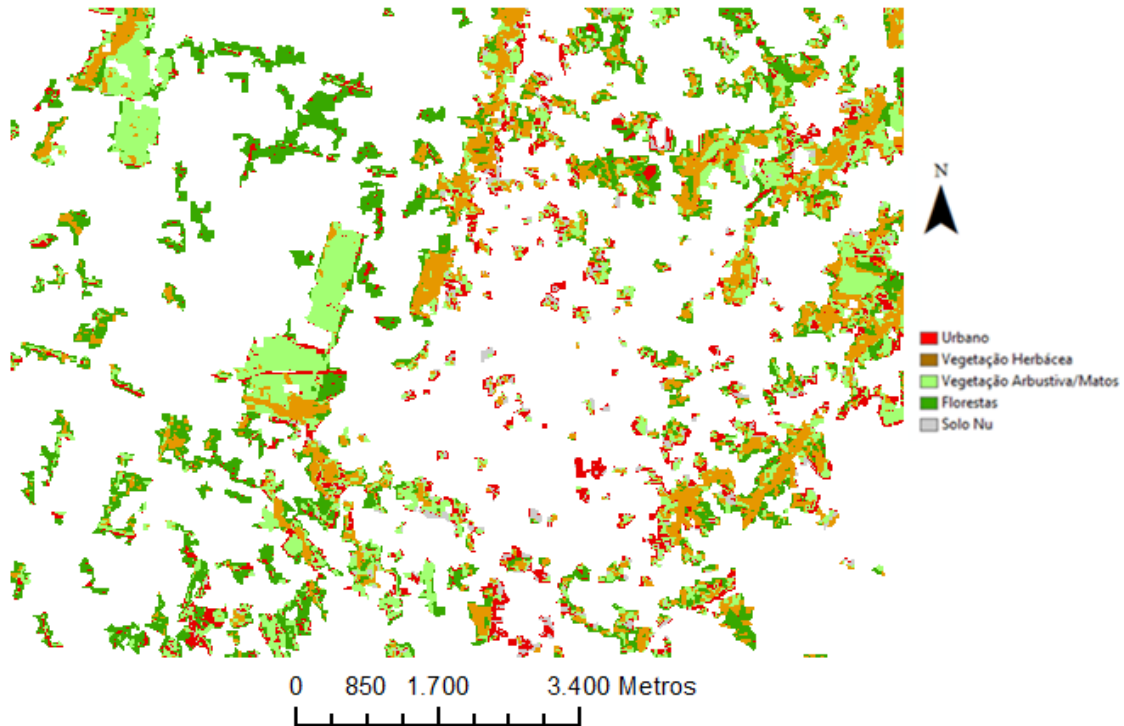 N
Urbano
Vegetação Herbácea
Vegetação Arbustiva/Matos
Florestas
Solo Nu
0 850 1.700 3.400 Metros